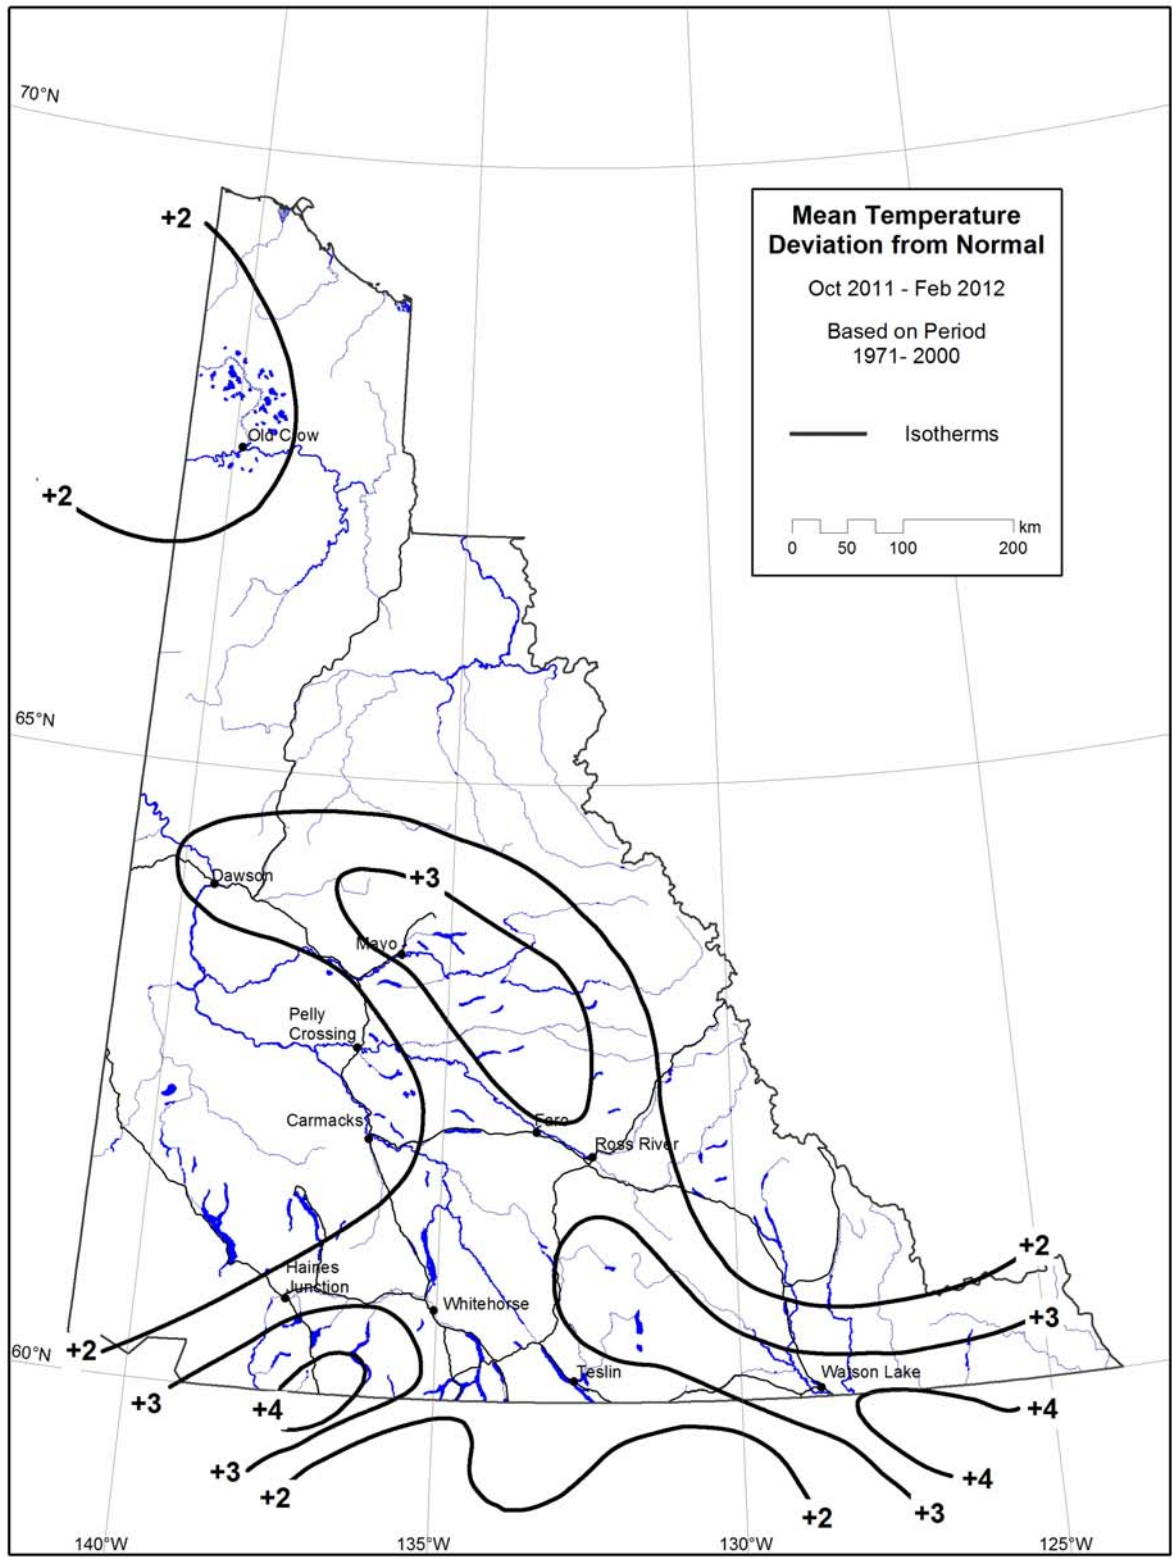 70°N
+2
Mean Temperature
Deviation from Normal
Oct 2011 - Feb 2012
Based on Period
1971- 2000
Isotherms
km
0 50 100 200
Old Crow
+2
65°N
Dawson
+3
Mayo
Pelly
Crossing
Carmacks
Faro
Ross River
+2
Haines
Junction
Whitehorse
+3
+2
60°N
Teslin
Watson Lake
+3
+4
+4
+3
+4
+2
+3
+2
140°W 135°W 130°W 125°W